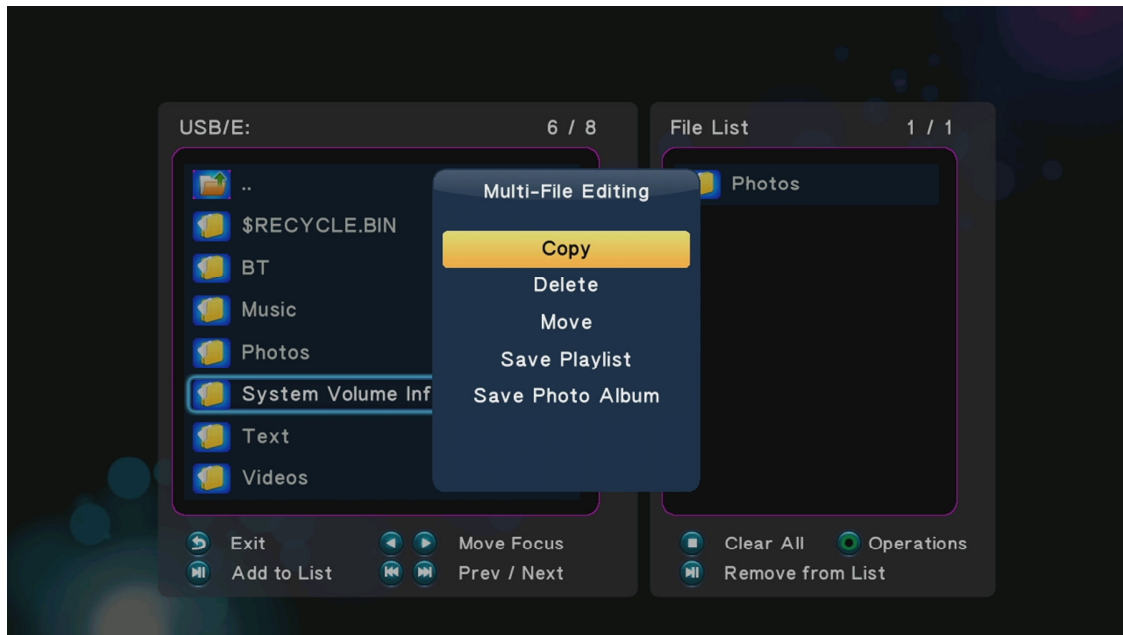 USB/E: 6 / 8
..
$RECYCLE.BIN
BT
Music
Photos
System Volume Inf
Text
Videos
Exit
Move Focus
Add to List
Prev / Next
Multi-File Editing
Copy
Delete
Move
Save Playlist
Save Photo Album
File List 1 / 1
Photos
Clear All
Operations
Remove from List